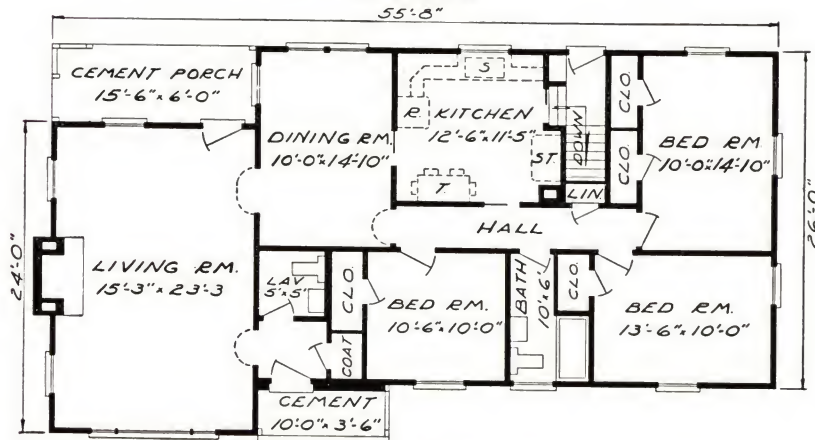 55'-8"
CEMENT PORCH
15'-6" x 6'-0"
DINING RM.
10'-0" x 14'-10"
S
R.
KITCHEN
12'-6" x 11'-5"
ST.
T.
DOWN
LIN.
CLO.
CLO.
BED RM
10'-0" x 14'-10"
26'-0"
24'-0"
LIVING RM.
15'-3" x 23'-3
HALL
LAV
5' x 5'
CLO.
COAT
BED RM.
10'-6" x 10'-0"
BATH
10' x 6'
CLO.
BED RM.
13'-6" x 10'-0"
CEMENT
10'-0" x 3'-6"